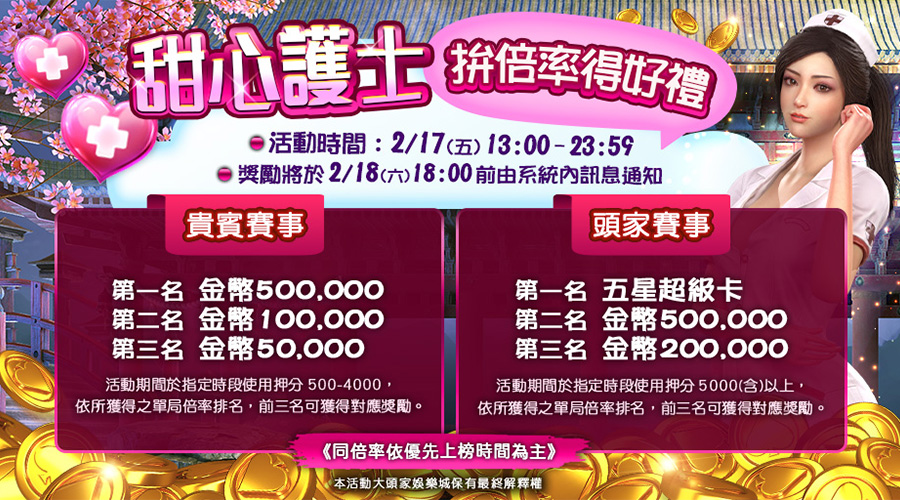 甜心護士
拚倍率得好禮
活動時間：2/17(五) 13:00-23:59
獎勵將於 2/18(六) 18:00 前由系統內訊息通知
貴賓賽事
第一名 金幣500,000
第二名 金幣100,000
第三名 金幣50,000
活動期間於指定時段使用押分 500-4000，
依所獲得之單局倍率排名，前三名可獲得對應獎勵。
頭家賽事
第一名 五星超級卡
第二名 金幣500,000
第三名 金幣200,000
活動期間於指定時段使用押分 5000(含)以上，
依所獲得之單局倍率排名，前三名可獲得對應獎勵。
《同倍率依優先上榜時間為主》
本活動大頭家娛樂城保有最終解釋權